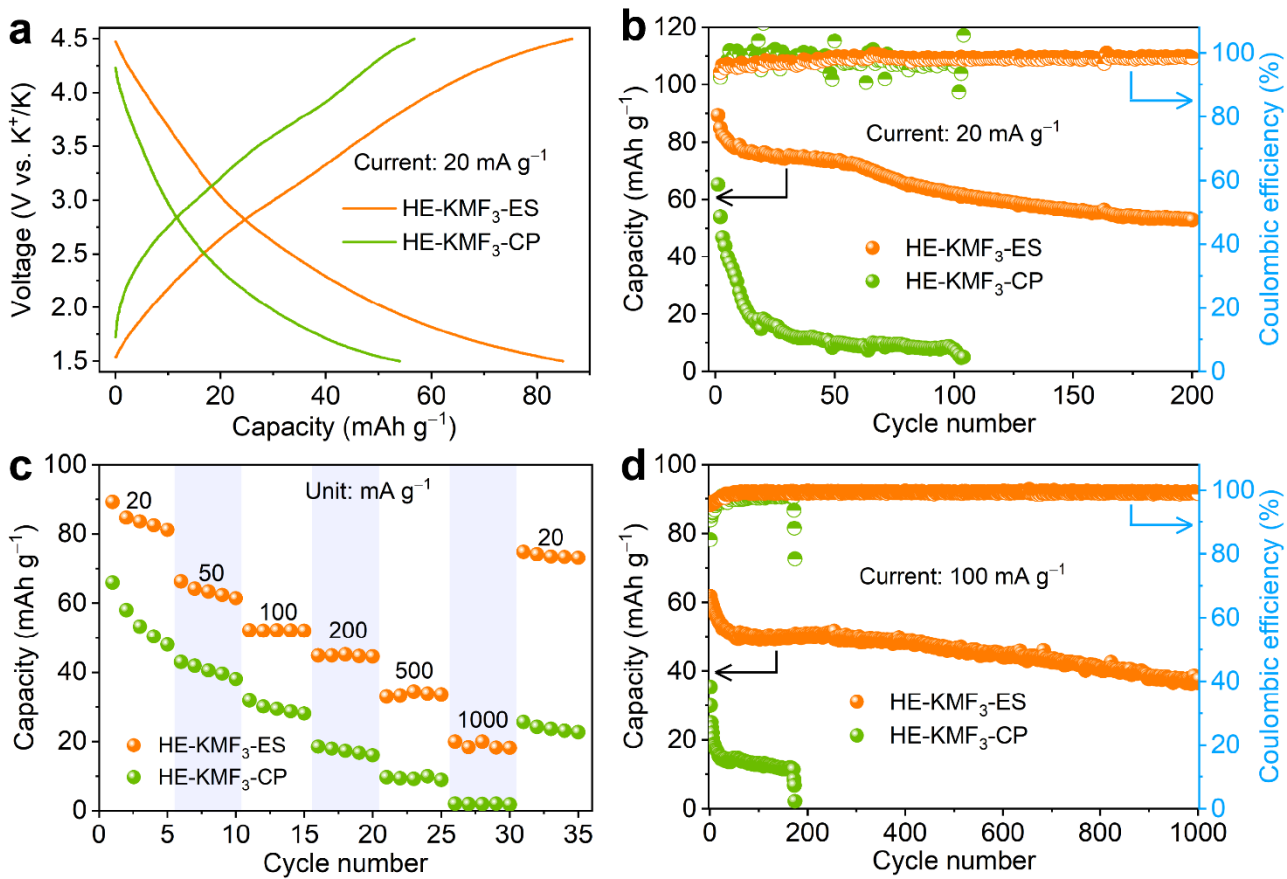 a
4.5
4.0
3.5
3.0
2.5
2.0
1.5
Voltage (V vs. K⁺/K)
Current: 20 mA g⁻¹
HE-KMF₃-ES
HE-KMF₃-CP
0 20 40 60 80
Capacity (mAh g⁻¹)
b
120
100
80
60
40
20
0
Capacity (mAh g⁻¹)
Current: 20 mA g⁻¹
HE-KMF₃-ES
HE-KMF₃-CP
100
80
60
40
20
0
Coulombic efficiency (%)
0 50 100 150 200
Cycle number
c
100
80
60
40
20
0
Capacity (mAh g⁻¹)
Unit: mA g⁻¹
20
50
100
200
500
1000
20
HE-KMF₃-ES
HE-KMF₃-CP
0 5 10 15 20 25 30 35
Cycle number
d
100
80
60
40
20
0
Capacity (mAh g⁻¹)
Current: 100 mA g⁻¹
HE-KMF₃-ES
HE-KMF₃-CP
100
80
60
40
20
0
Coulombic efficiency (%)
0 200 400 600 800 1000
Cycle number